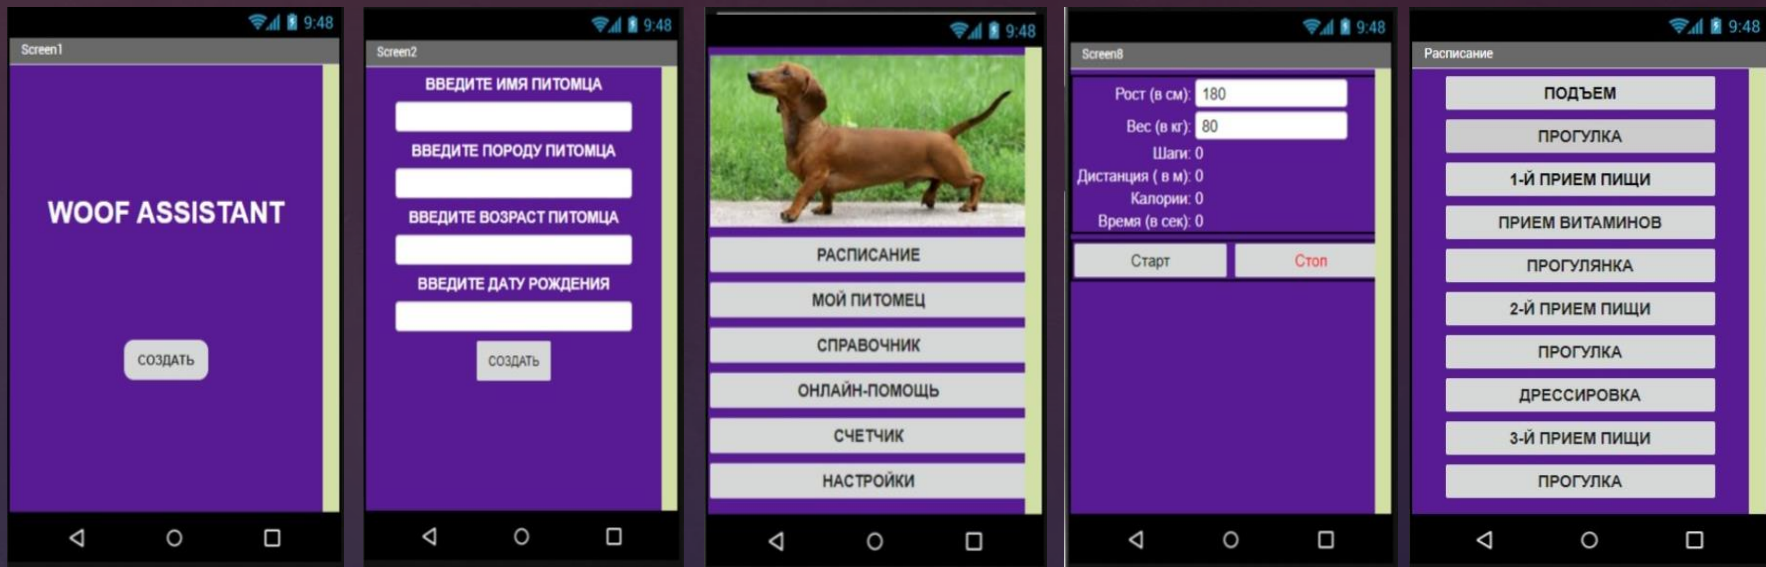 9:48
Screen1
WOOF ASSISTANT
СОЗДАТЬ
9:48
Screen2
ВВЕДИТЕ ИМЯ ПИТОМЦА
ВВЕДИТЕ ПОРОДУ ПИТОМЦА
ВВЕДИТЕ ВОЗРАСТ ПИТОМЦА
ВВЕДИТЕ ДАТУ РОЖДЕНИЯ
СОЗДАТЬ
9:48
РАСПИСАНИЕ
МОЙ ПИТОМЕЦ
СПРАВОЧНИК
ОНЛАЙН-ПОМОЩЬ
СЧЕТЧИК
НАСТРОЙКИ
9:48
Screen8
Рост (в см): 180
Вес (в кг): 80
Шаги: 0
Дистанция ( в м): 0
Калории: 0
Время (в сек): 0
Старт Стоп
9:48
Расписание
ПОДЪЕМ
ПРОГУЛКА
1-Й ПРИЕМ ПИЩИ
ПРИЕМ ВИТАМИНОВ
ПРОГУЛЯНКА
2-Й ПРИЕМ ПИЩИ
ПРОГУЛКА
ДРЕССИРОВКА
3-Й ПРИЕМ ПИЩИ
ПРОГУЛКА